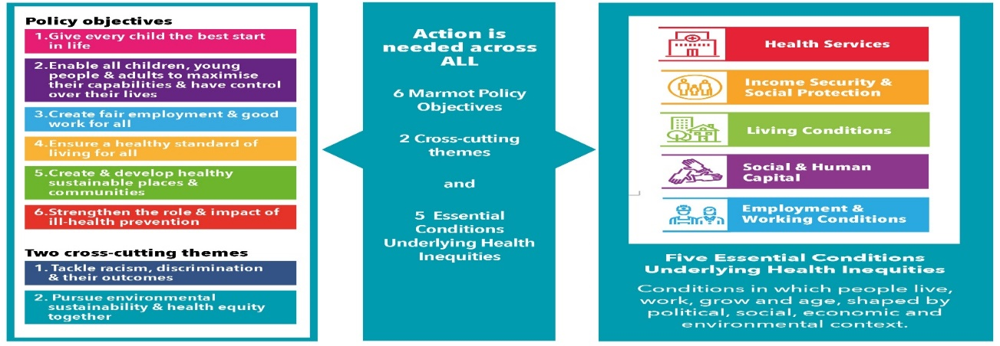 Policy objectives
1.Give every child the best start
in life
2.Enable all children, young
people & adults to maximise
their capabilities & have control
over their lives
3.Create fair employment & good
work for all
4.Ensure a healthy standard of
living for all
5.Create & develop healthy
sustainable places &
communities
6.Strengthen the role & impact of
ill-health prevention
Two cross-cutting themes
1. Tackle racism, discrimination
& their outcomes
2. Pursue environmental
sustainability & health equity
together
Action is
needed across
ALL
6 Marmot Policy
Objectives
2 Cross-cutting
themes
and
5 Essential
Conditions
Underlying Health
Inequities
Health Services
Income Security &
Social Protection
Living Conditions
Social & Human
Capital
Employment &
Working Conditions
Five Essential Conditions
Underlying Health Inequities
Conditions in which people live,
work, grow and age, shaped by
political, social, economic and
environmental context.